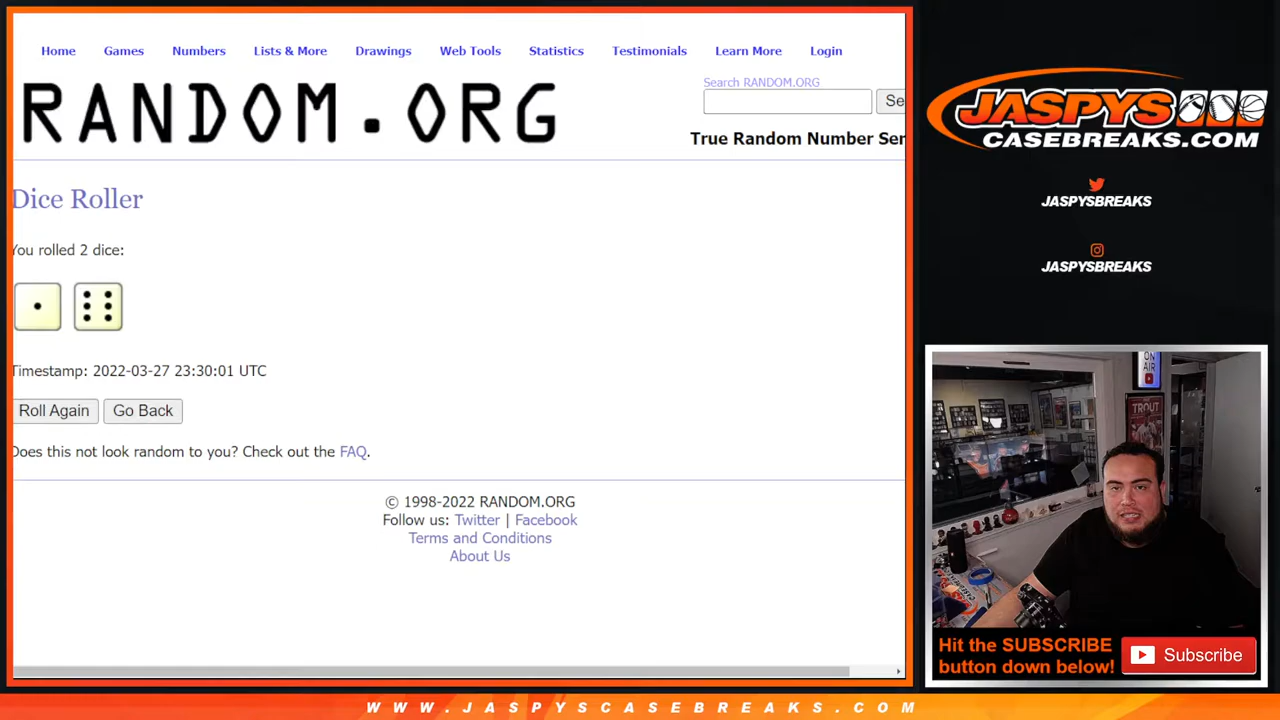 Home Games Numbers Lists & More Drawings Web Tools Statistics Testimonials Learn More Login
Search RANDOM.ORG
RANDOM.ORG
Se
True Random Number Ser
Dice Roller
You rolled 2 dice:
Timestamp: 2022-03-27 23:30:01 UTC
Roll Again Go Back
Does this not look random to you? Check out the FAQ.
© 1998-2022 RANDOM.ORG
Follow us: Twitter | Facebook
Terms and Conditions
About Us
JASPYS
CASEBREAKS.COM
JASPYSBREAKS
JASPYSBREAKS
ON
AIR
TROUT
Hit the SUBSCRIBE
button down below!
Subscribe
WWW.JASPYSCASEBREAKS.COM